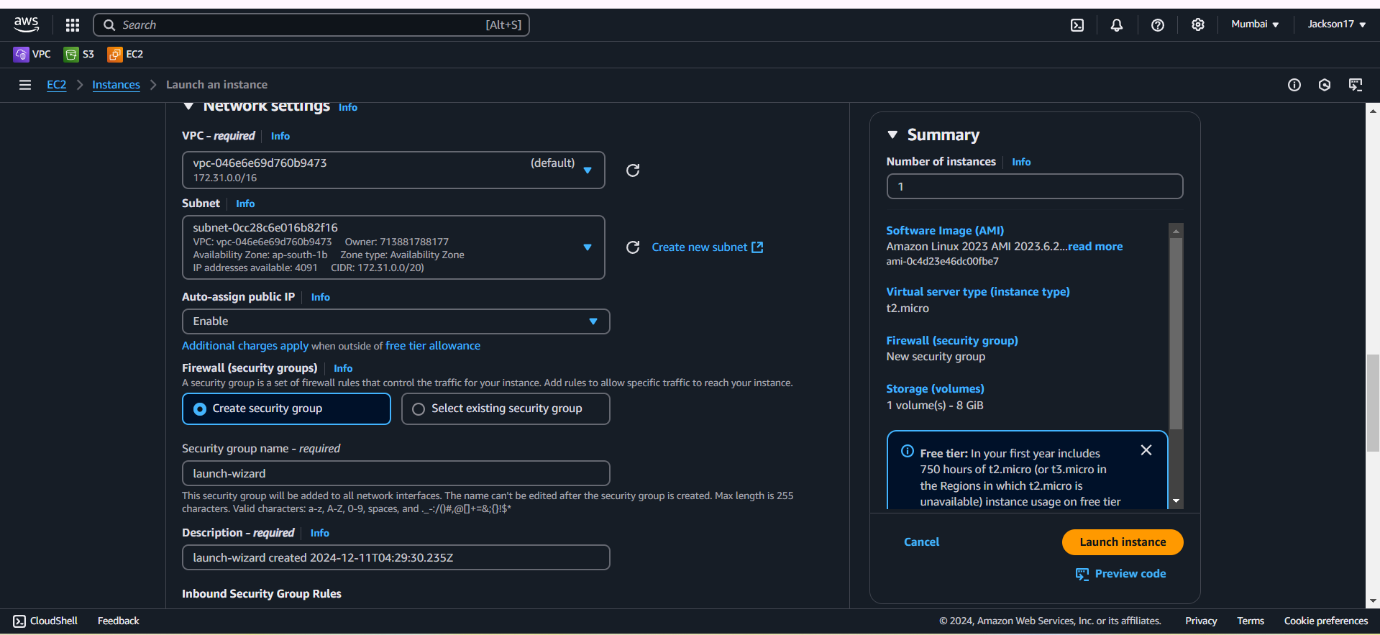 aws
Search [Alt+S]
Mumbai
Jackson17
VPC S3 EC2
EC2 Instances Launch an instance
Network settings Info
VPC – required Info
vpc-046e6e69d760b9473 (default)
172.31.0.0/16
Subnet Info
subnet-0cc28c6e016b82f16
VPC: vpc-046e6e69d760b9473 Owner: 713881788177
Availability Zone: ap-south-1b Zone type: Availability Zone
IP addresses available: 4091 CIDR: 172.31.0.0/20)
Create new subnet
Auto-assign public IP Info
Enable
Additional charges apply when outside of free tier allowance
Firewall (security groups) Info
A security group is a set of firewall rules that control the traffic for your instance. Add rules to allow specific traffic to reach your instance.
Create security group
Select existing security group
Security group name - required
launch-wizard
This security group will be added to all network interfaces. The name can't be edited after the security group is created. Max length is 255
characters. Valid characters: a-z, A-Z, 0-9, spaces, and ._-:/()#,@[]+=&;{}!$*
Description – required Info
launch-wizard created 2024-12-11T04:29:30.235Z
Inbound Security Group Rules
Summary
Number of instances Info
1
Software Image (AMI)
Amazon Linux 2023 AMI 2023.6.2...read more
ami-0c4d23e46dc00fbe7
Virtual server type (instance type)
t2.micro
Firewall (security group)
New security group
Storage (volumes)
1 volume(s) - 8 GiB
Free tier: In your first year includes
750 hours of t2.micro (or t3.micro in
the Regions in which t2.micro is
unavailable) instance usage on free tier
Cancel
Launch instance
Preview code
CloudShell Feedback
© 2024, Amazon Web Services, Inc. or its affiliates. Privacy Terms Cookie preferences